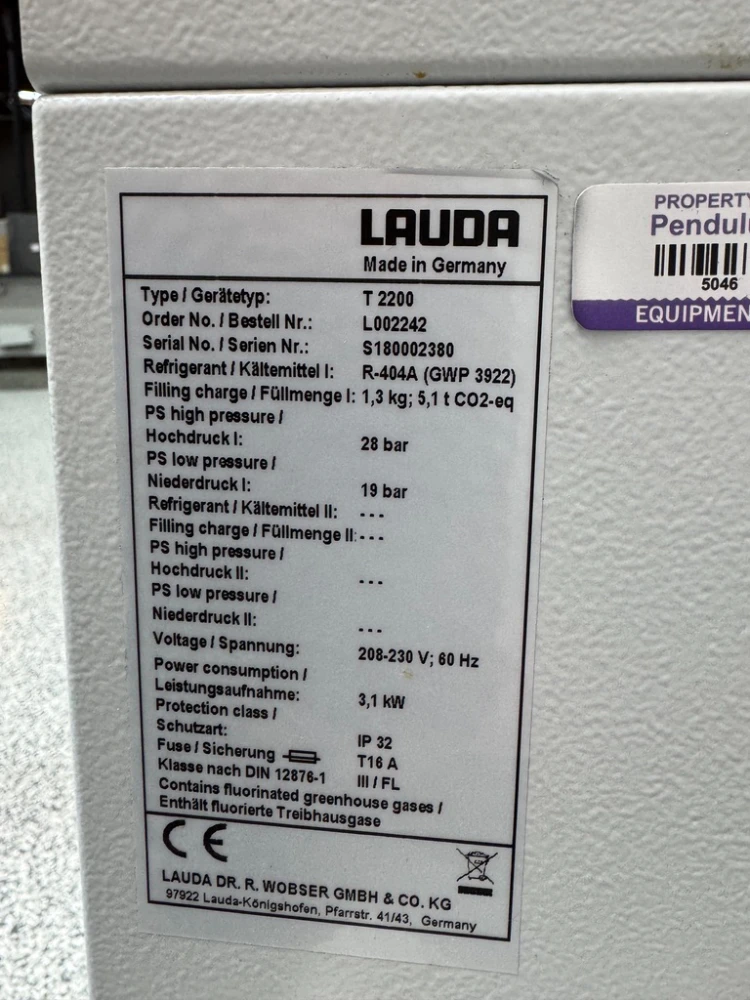 LAUDA
Made in Germany
Type / Gerätetyp: T 2200
Order No. / Bestell Nr.: L002242
Serial No. / Serien Nr.: S180002380
Refrigerant / Kältemittel I: R-404A (GWP 3922)
Filling charge / Füllmenge I: 1,3 kg; 5,1 t CO2-eq
PS high pressure /
Hochdruck I: 28 bar
PS low pressure /
Niederdruck I: 19 bar
Refrigerant / Kältemittel II: ---
Filling charge / Füllmenge II: ---
PS high pressure /
Hochdruck II: ---
PS low pressure /
Niederdruck II: ---
Voltage / Spannung: 208-230 V; 60 Hz
Power consumption /
Leistungsaufnahme: 3,1 kW
Protection class /
Schutzart: IP 32
Fuse / Sicherung T16 A
Klasse nach DIN 12876-1 III / FL
Contains fluorinated greenhouse gases /
Enthält fluorierte Treibhausgase
CE
LAUDA DR. R. WOBSER GMBH & CO. KG
97922 Lauda-Königshofen, Pfarrstr. 41/43, Germany
PROPERTY
5046